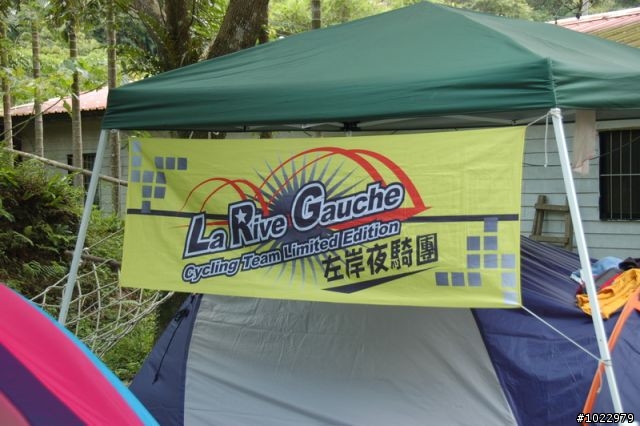 La Rive Gauche
Cycling Team Limited Edition
左岸夜騎團
#1022979